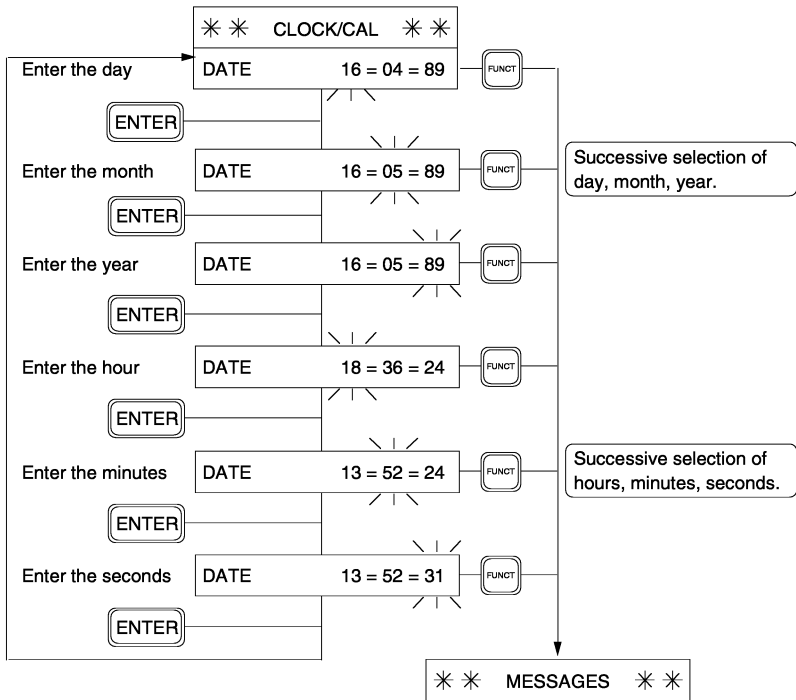 ✳ ✳ CLOCK/CAL ✳ ✳
Enter the day
DATE 16 = 04 = 89
FUNCT
ENTER
Enter the month
DATE 16 = 05 = 89
FUNCT
Successive selection of
day, month, year.
ENTER
Enter the year
DATE 16 = 05 = 89
FUNCT
ENTER
Enter the hour
DATE 18 = 36 = 24
FUNCT
ENTER
Enter the minutes
DATE 13 = 52 = 24
FUNCT
Successive selection of
hours, minutes, seconds.
ENTER
Enter the seconds
DATE 13 = 52 = 31
FUNCT
ENTER
✳ ✳ MESSAGES ✳ ✳